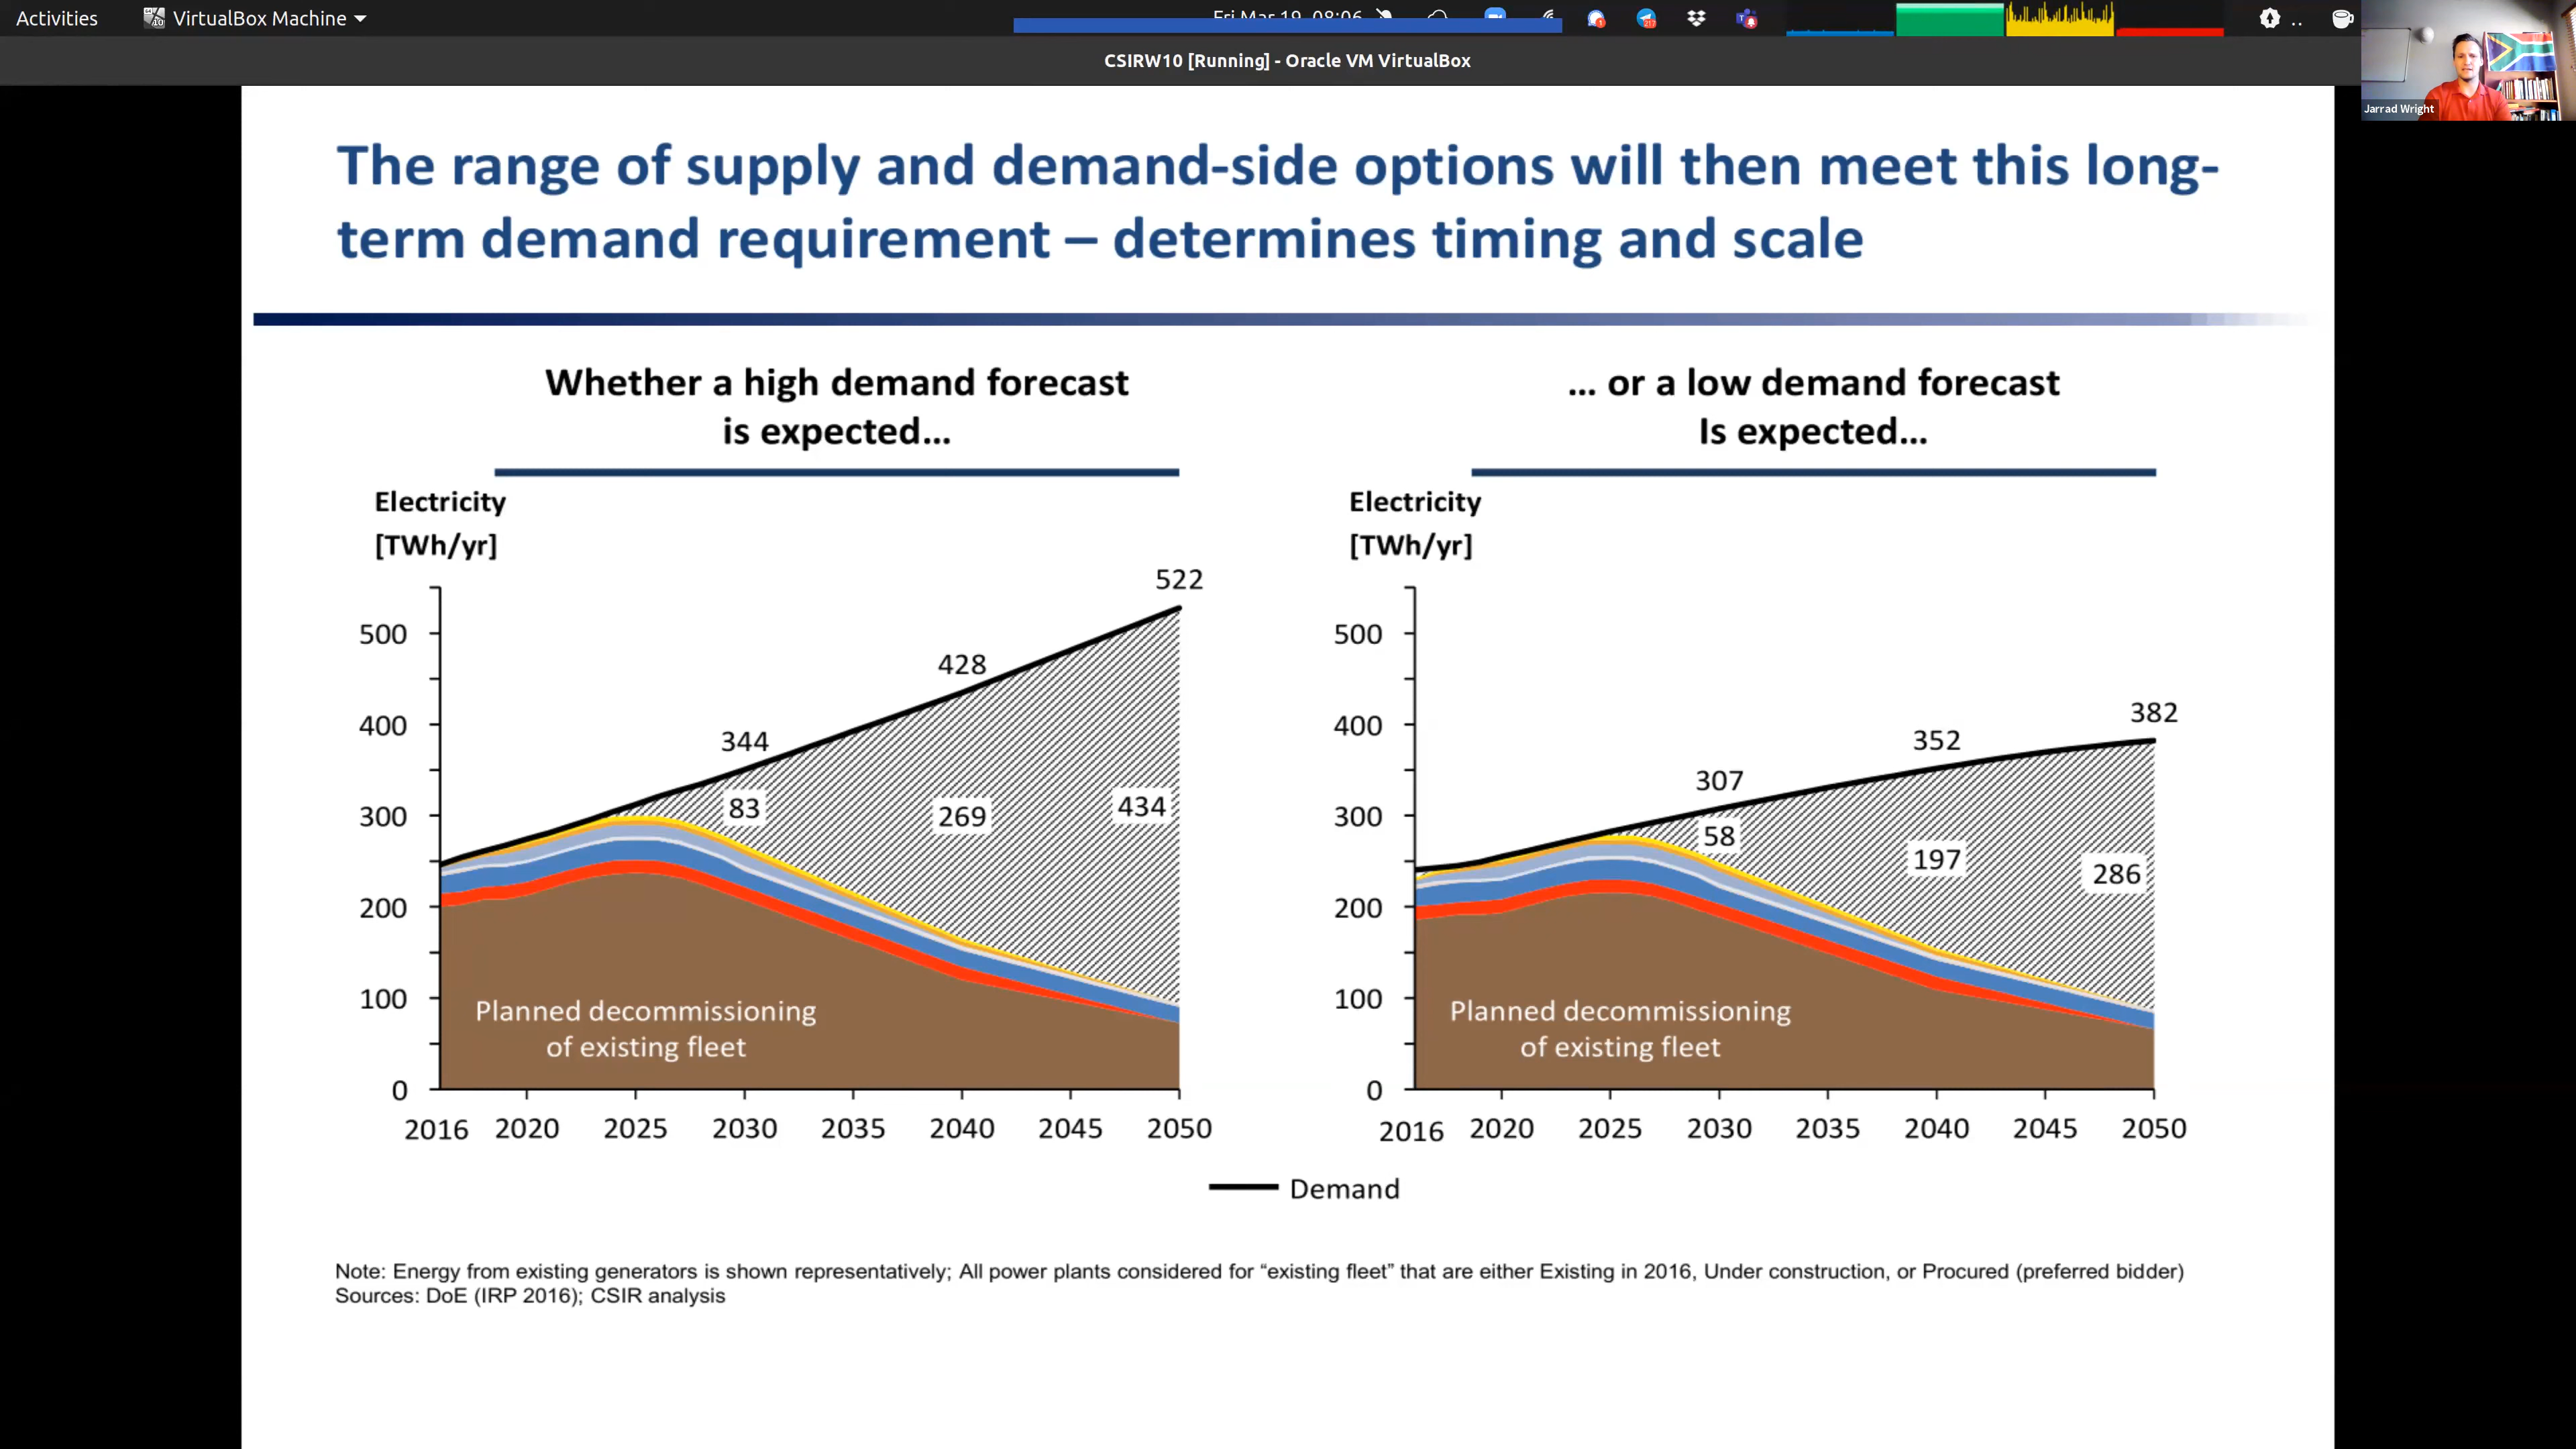 Activities
VirtualBox Machine
Fri Mar 19 08:06
CSIRW10 [Running] - Oracle VM VirtualBox
Jarrad Wright
The range of supply and demand-side options will then meet this long-
term demand requirement – determines timing and scale
Whether a high demand forecast
is expected...
Electricity
[TWh/yr]
522
500
428
400
344
300
83
269
434
200
100
Planned decommissioning
of existing fleet
0
2016 2020 2025 2030 2035 2040 2045 2050
... or a low demand forecast
Is expected...
Electricity
[TWh/yr]
500
400
382
352
307
300
58
197
286
200
100
Planned decommissioning
of existing fleet
0
2016 2020 2025 2030 2035 2040 2045 2050
Demand
Note: Energy from existing generators is shown representatively; All power plants considered for “existing fleet” that are either Existing in 2016, Under construction, or Procured (preferred bidder)
Sources: DoE (IRP 2016); CSIR analysis